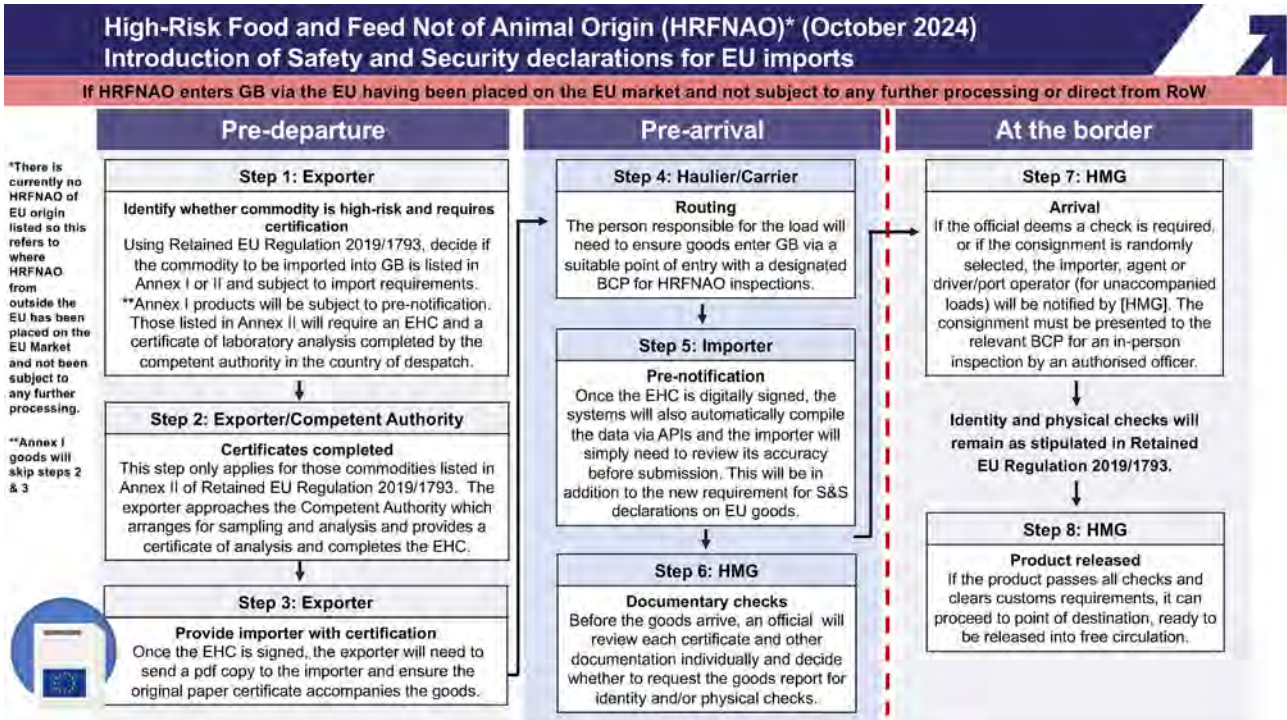 High-Risk Food and Feed Not of Animal Origin (HRFNAO)* (October 2024)
Introduction of Safety and Security declarations for EU imports
If HRFNAO enters GB via the EU having been placed on the EU market and not subject to any further processing or direct from RoW
*There is
currently no
HRFNAO of
EU origin
listed so this
refers to
where
HRFNAO
from
outside the
EU has been
placed on the
EU Market
and not been
subject to
any further
processing.
**Annex I
goods will
skip steps 2
& 3
Pre-departure
Step 1: Exporter
Identify whether commodity is high-risk and requires
certification
Using Retained EU Regulation 2019/1793, decide if
the commodity to be imported into GB is listed in
Annex I or II and subject to import requirements.
**Annex I products will be subject to pre-notification.
Those listed in Annex II will require an EHC and a
certificate of laboratory analysis completed by the
competent authority in the country of despatch.
Step 2: Exporter/Competent Authority
Certificates completed
This step only applies for those commodities listed in
Annex II of Retained EU Regulation 2019/1793. The
exporter approaches the Competent Authority which
arranges for sampling and analysis and provides a
certificate of analysis and completes the EHC.
Step 3: Exporter
Provide importer with certification
Once the EHC is signed, the exporter will need to
send a pdf copy to the importer and ensure the
original paper certificate accompanies the goods.
Pre-arrival
Step 4: Haulier/Carrier
Routing
The person responsible for the load will
need to ensure goods enter GB via a
suitable point of entry with a designated
BCP for HRFNAO inspections.
Step 5: Importer
Pre-notification
Once the EHC is digitally signed, the
systems will also automatically compile
the data via APIs and the importer will
simply need to review its accuracy
before submission. This will be in
addition to the new requirement for S&S
declarations on EU goods.
Step 6: HMG
Documentary checks
Before the goods arrive, an official will
review each certificate and other
documentation individually and decide
whether to request the goods report for
identity and/or physical checks.
At the border
Step 7: HMG
Arrival
If the official deems a check is required,
or if the consignment is randomly
selected, the importer, agent or
driver/port operator (for unaccompanied
loads) will be notified by [HMG]. The
consignment must be presented to the
relevant BCP for an in-person
inspection by an authorised officer.
Identity and physical checks will
remain as stipulated in Retained
EU Regulation 2019/1793.
Step 8: HMG
Product released
If the product passes all checks and
clears customs requirements, it can
proceed to point of destination, ready to
be released into free circulation.